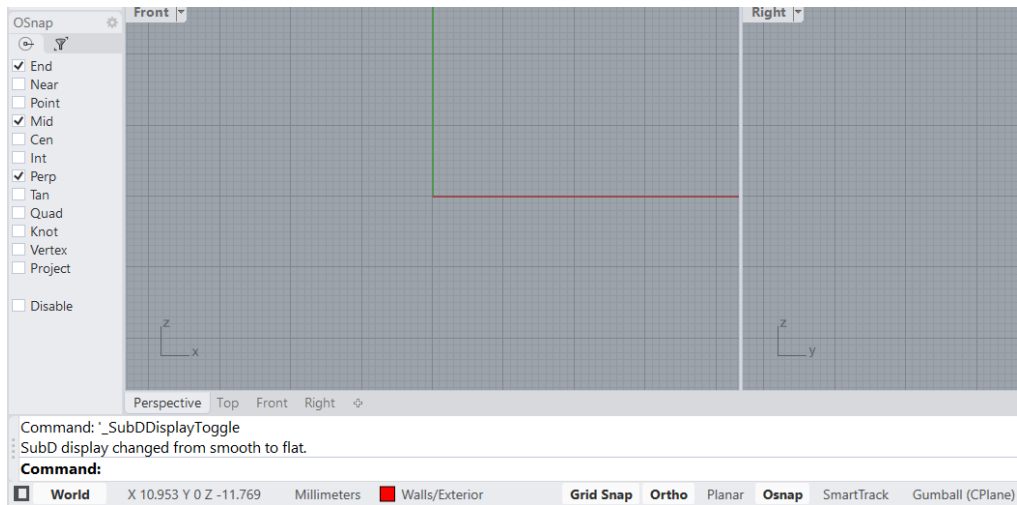 OSnap
End
Near
Point
Mid
Cen
Int
Perp
Tan
Quad
Knot
Vertex
Project
Disable
Front
z
x
Right
z
y
Perspective Top Front Right
Command: '_SubDDisplayToggle
SubD display changed from smooth to flat.
Command:
World X 10.953 Y 0 Z -11.769 Millimeters Walls/Exterior Grid Snap Ortho Planar Osnap SmartTrack Gumball (CPlane)